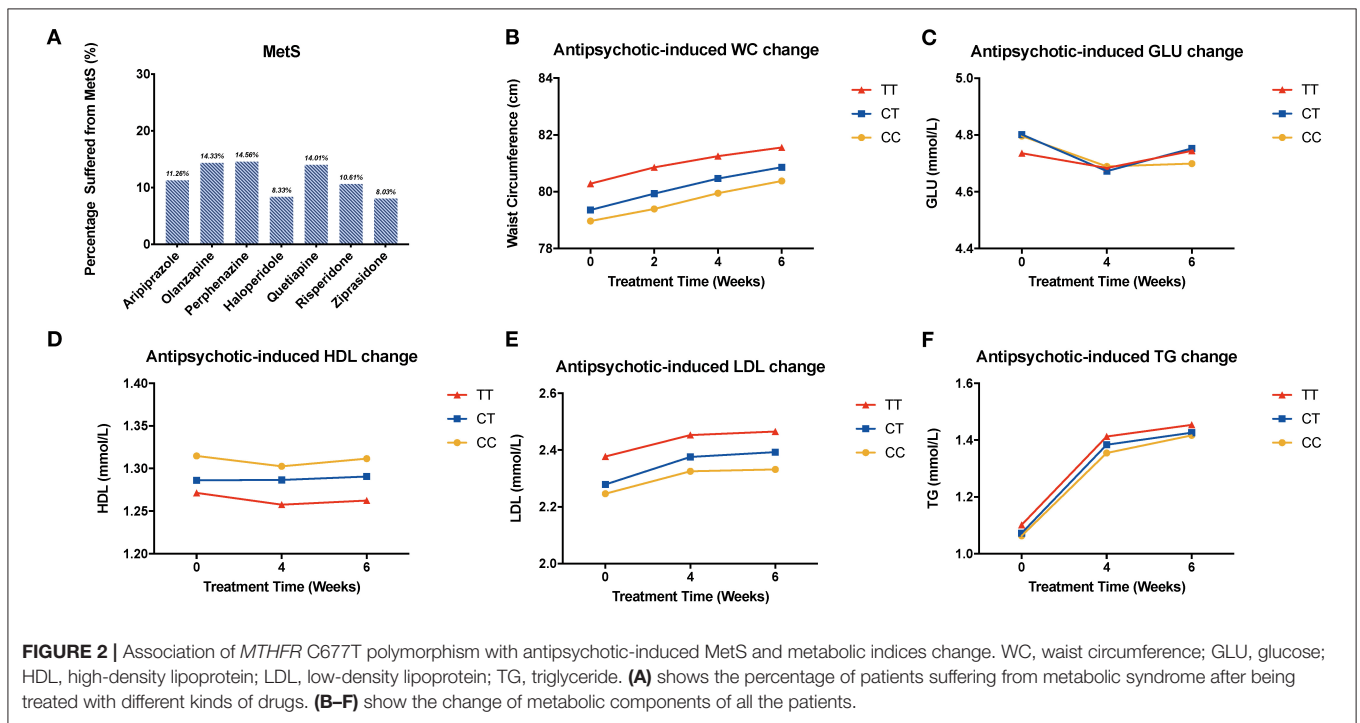 A
MetS
Percentage Suffered from MetS (%)
30
20
10
0
11.26%
14.33%
14.56%
8.33%
14.01%
10.61%
8.03%
Aripiprazole
Olanzapine
Perphenazine
Haloperidole
Quetiapine
Risperidone
Ziprasidone
B
Antipsychotic-induced WC change
Waist Circumference (cm)
84
82
80
78
0
2
4
6
Treatment Time (Weeks)
TT
CT
CC
C
Antipsychotic-induced GLU change
GLU (mmol/L)
5.0
4.8
4.6
4.4
0
4
6
Treatment Time (Weeks)
TT
CT
CC
D
Antipsychotic-induced HDL change
HDL (mmol/L)
1.40
1.35
1.30
1.25
1.20
0
4
6
Treatment Time (Weeks)
TT
CT
CC
E
Antipsychotic-induced LDL change
LDL (mmol/L)
2.6
2.4
2.2
2.0
0
4
6
Treatment Time (Weeks)
TT
CT
CC
F
Antipsychotic-induced TG change
TG (mmol/L)
1.6
1.4
1.2
1.0
0
4
6
Treatment Time (Weeks)
TT
CT
CC
FIGURE 2 | Association of MTHFR C677T polymorphism with antipsychotic-induced MetS and metabolic indices change. WC, waist circumference; GLU, glucose;
HDL, high-density lipoprotein; LDL, low-density lipoprotein; TG, triglyceride. (A) shows the percentage of patients suffering from metabolic syndrome after being
treated with different kinds of drugs. (B–F) show the change of metabolic components of all the patients.